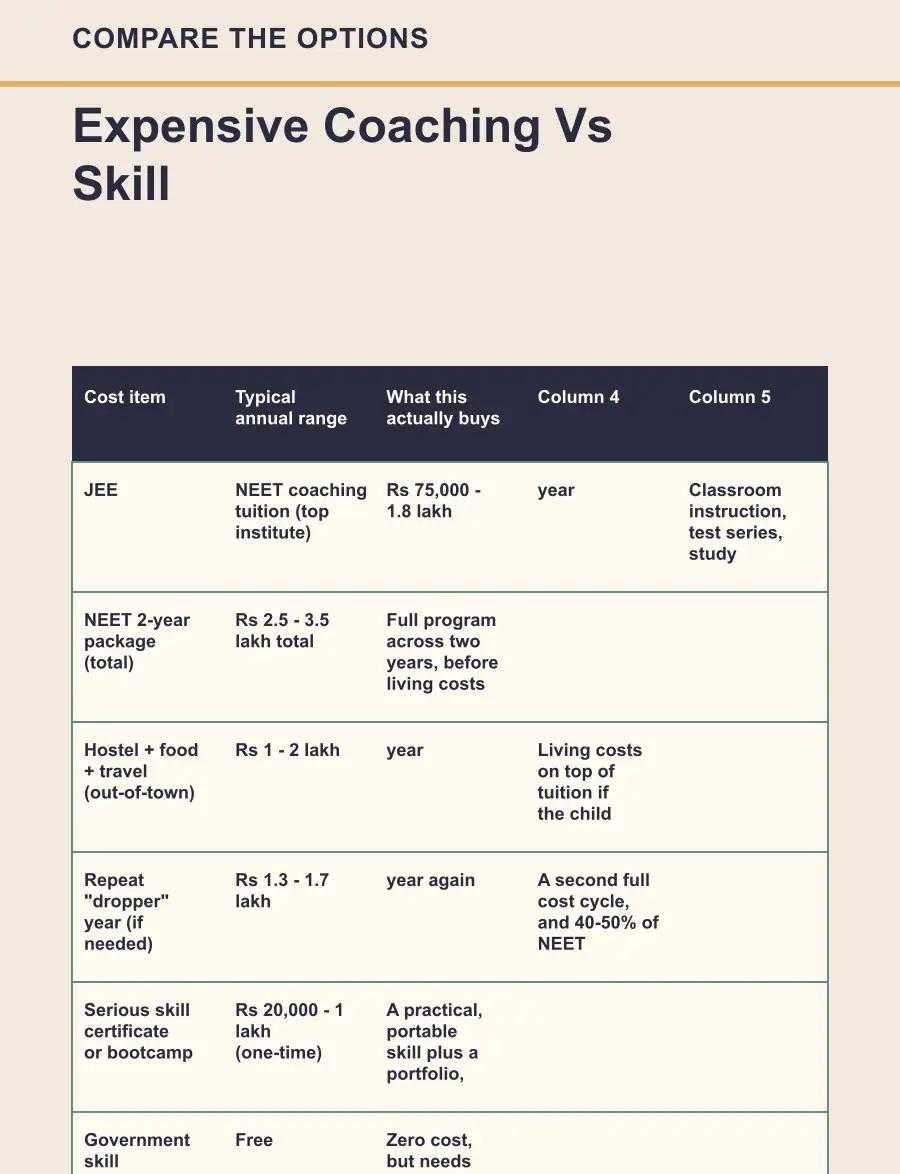 COMPARE THE OPTIONS
Expensive Coaching Vs
Skill
Cost item
Typical
annual range
What this
actually buys
Column 4
Column 5
JEE
NEET coaching
tuition (top
institute)
Rs 75,000 -
1.8 lakh
year
Classroom
instruction,
test series,
study
NEET 2-year
package
(total)
Rs 2.5 - 3.5
lakh total
Full program
across two
years, before
living costs
Hostel + food
+ travel
(out-of-town)
Rs 1 - 2 lakh
year
Living costs
on top of
tuition if
the child
Repeat
"dropper"
year (if
needed)
Rs 1.3 - 1.7
lakh
year again
A second full
cost cycle,
and 40-50% of
NEET
Serious skill
certificate
or bootcamp
Rs 20,000 - 1
lakh
(one-time)
A practical,
portable
skill plus a
portfolio,
Government
skill
Free
Zero cost,
but needs